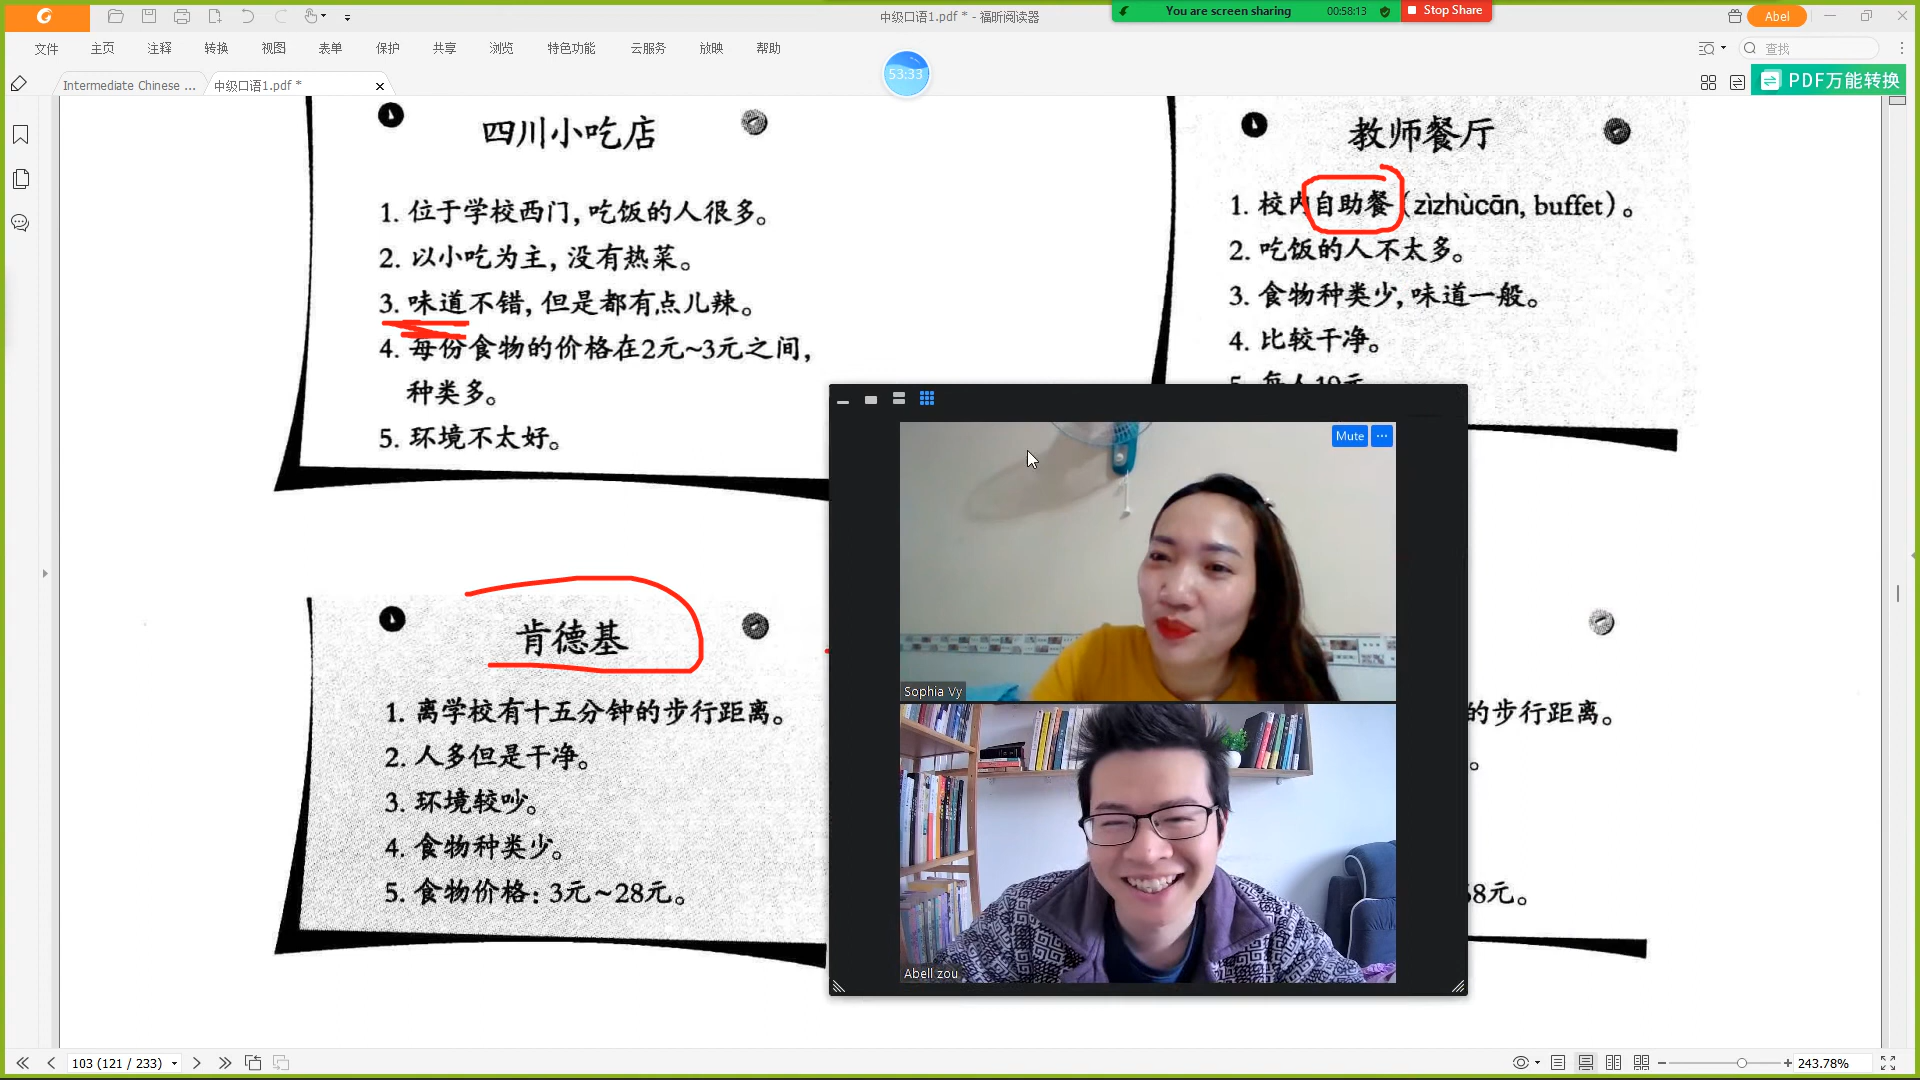 中级口语1.pdf * - 福昕阅读器
You are screen sharing
00:58:13
Stop Share
Abel
文件 主页 注释 转换 视图 表单 保护 共享 浏览 特色功能 云服务 放映 帮助
查找
53:33
Intermediate Chinese ...
中级口语1.pdf *
PDF万能转换
四川小吃店
1. 位于学校西门，吃饭的人很多。
2. 以小吃为主，没有热菜。
3. 味道不错，但是都有点儿辣。
4. 每份食物的价格在2元~3元之间，
种类多。
5. 环境不太好。
教师餐厅
1. 校内自助餐（zìzhùcān, buffet）。
2. 吃饭的人不太多。
3. 食物种类少，味道一般。
4. 比较干净。
5. 每人10元
Mute
Sophia Vy
Abell zou
肯德基
1. 离学校有十五分钟的步行距离。
2. 人多但是干净。
3. 环境较吵。
4. 食物种类少。
5. 食物价格：3元~28元。
的步行距离。
。
68元。
103 (121 / 233)
243.78%